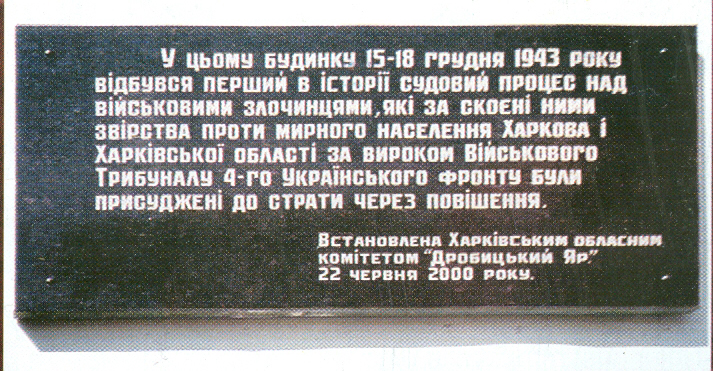 У цьому будинку 15-18 грудня 1943 року
відбувся перший в історії судовий процес над
військовими злочинцями, які за скоєні ними
звірства проти мирного населення Харкова і
Харківської області за вироком Військового
Трибуналу 4-го Українського фронту були
присуджені до страти через повішення.
Встановлена Харківським обласним
комітетом "Дробицький Яр".
22 червня 2000 року.